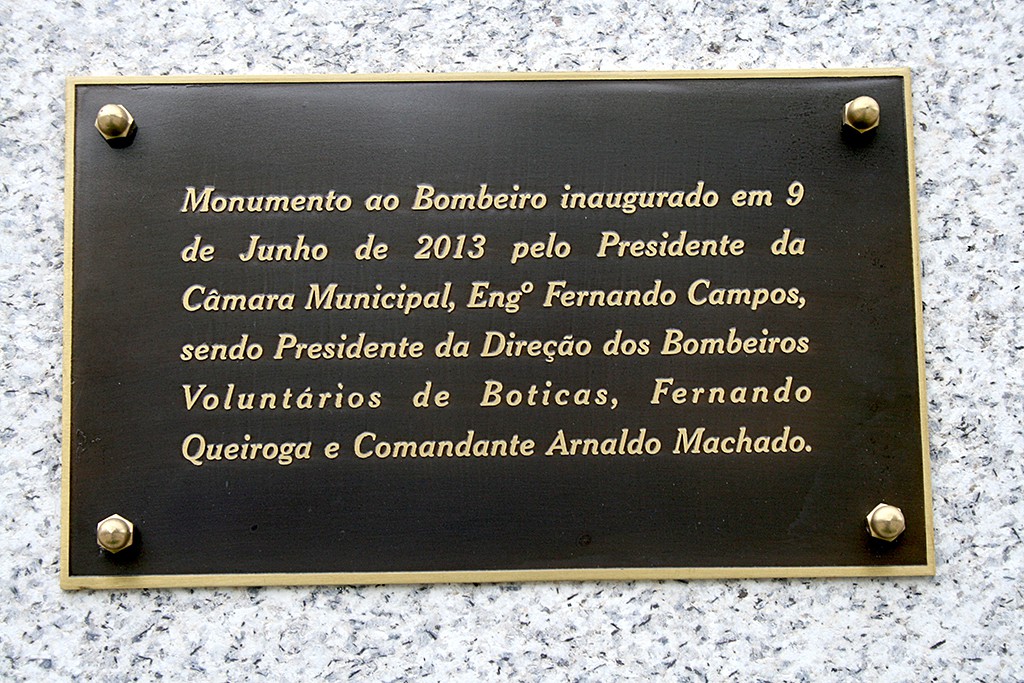 Monumento ao Bombeiro inaugurado em 9
de Junho de 2013 pelo Presidente da
Câmara Municipal, Engº Fernando Campos,
sendo Presidente da Direção dos Bombeiros
Voluntários de Boticas, Fernando
Queiroga e Comandante Arnaldo Machado.